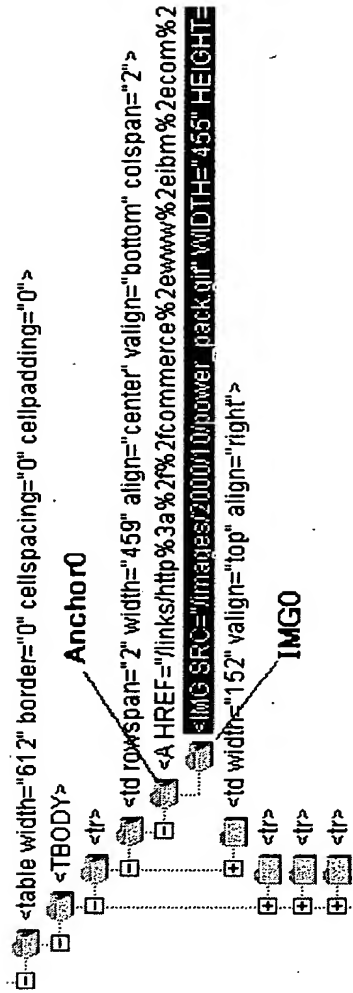 <table width="612" border="0" cellspacing="0" cellpadding="0">
<TBODY>
Anchor0
<tr>
<td rowspan="2" width="459" align="center" valign="bottom" colspan="2">
<A HREF="/links/http%3a%2f%2fcommerce%2ewww%2eibm%2ecom%2
<IMG SRC="/images/2000/10/power_pack.gif" WIDTH="455" HEIGHT=
<td width="152" valign="top" align="right">
IMG0
<tr>
<tr>
<tr>